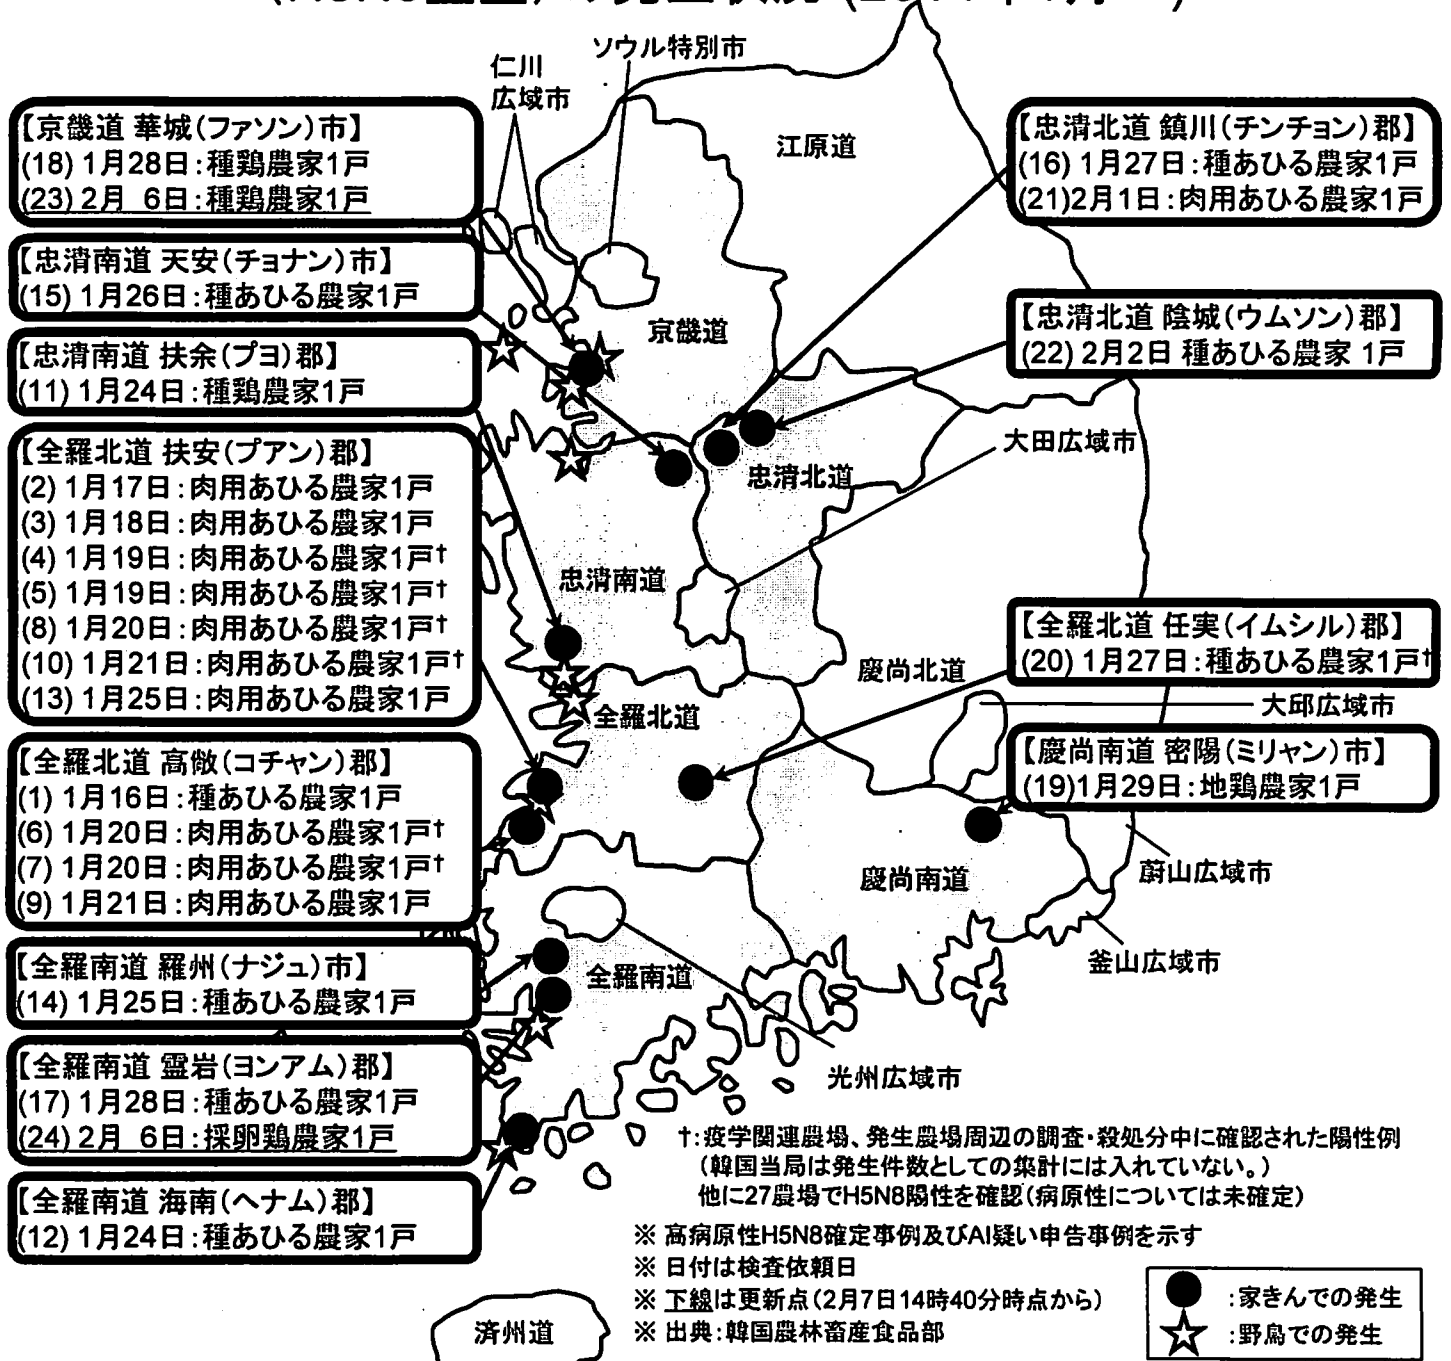 ソウル特別市
仁川
広域市
江原道
【京畿道 華城(ファソン)市】
(18) 1月28日:種鶏農家1戸
(23) 2月 6日:種鶏農家1戸
【忠清南道 天安(チョナン)市】
(15) 1月26日:種あひる農家1戸
【忠清南道 扶余(プヨ)郡】
(11) 1月24日:種鶏農家1戸
【全羅北道 扶安(プアン)郡】
(2) 1月17日:肉用あひる農家1戸
(3) 1月18日:肉用あひる農家1戸
(4) 1月19日:肉用あひる農家1戸†
(5) 1月19日:肉用あひる農家1戸†
(8) 1月20日:肉用あひる農家1戸†
(10) 1月21日:肉用あひる農家1戸†
(13) 1月25日:肉用あひる農家1戸
【全羅北道 高敞(コチャン)郡】
(1) 1月16日:種あひる農家1戸
(6) 1月20日:肉用あひる農家1戸†
(7) 1月20日:肉用あひる農家1戸†
(9) 1月21日:肉用あひる農家1戸
【全羅南道 羅州(ナジュ)市】
(14) 1月25日:種あひる農家1戸
【全羅南道 霊岩(ヨンアム)郡】
(17) 1月28日:種あひる農家1戸
(24) 2月 6日:採卵鶏農家1戸
【全羅南道 海南(ヘナム)郡】
(12) 1月24日:種あひる農家1戸
【忠清北道 鎮川(チンチョン)郡】
(16) 1月27日:種あひる農家1戸
(21)2月1日:肉用あひる農家1戸
【忠清北道 陰城(ウムソン)郡】
(22) 2月2日 種あひる農家 1戸
京畿道
大田広域市
忠清北道
忠清南道
【全羅北道 任実(イムシル)郡】
(20) 1月27日:種あひる農家1戸†
慶尚北道
大邱広域市
全羅北道
【慶尚南道 密陽(ミリャン)市】
(19)1月29日:地鶏農家1戸
慶尚南道
蔚山広域市
釜山広域市
全羅南道
光州広域市
†:疫学関連農場、発生農場周辺の調査・殺処分中に確認された陽性例
(韓国当局は発生件数としての集計には入れていない。)
他に27農場でH5N8陽性を確認(病原性については未確定)
※ 高病原性H5N8確定事例及びAI疑い申告事例を示す
※ 日付は検査依頼日
※ 下線は更新点(2月7日14時40分時点から)
※ 出典:韓国農林畜産食品部
済州道
:家きんでの発生
:野鳥での発生